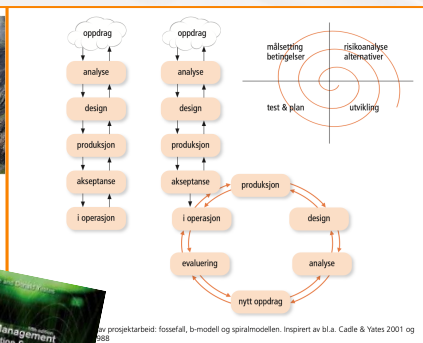 oppdrag
analyse
design
produksjon
akseptanse
i operasjon
oppdrag
analyse
design
produksjon
akseptanse
i operasjon
produksjon
design
analyse
nytt oppdrag
evaluering
målsetting
betingelser
risikoanalyse
alternativer
test & plan
utvikling
Donald
Management
av prosjektarbeid: fossefall, b-modell og spiralmodellen. Inspirert av bl.a. Cadle & Yates 2001 og
988